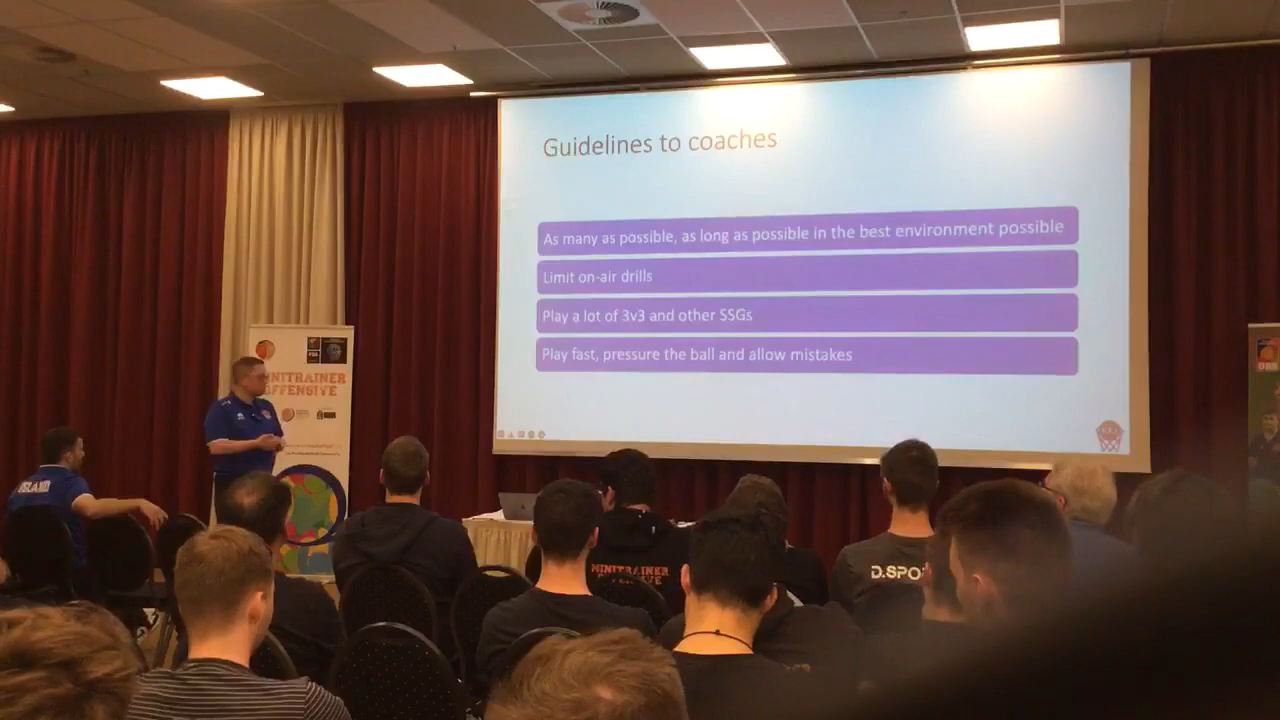 Guidelines to coaches
As many as possible, as long as possible in the best environment possible
Limit on-air drills
Play a lot of 3v3 and other SSGs
Play fast, pressure the ball and allow mistakes
MINITRAINER
OFFENSIVE
ISLAND
MINITRAINER
OFFENSIVE
D.SPO